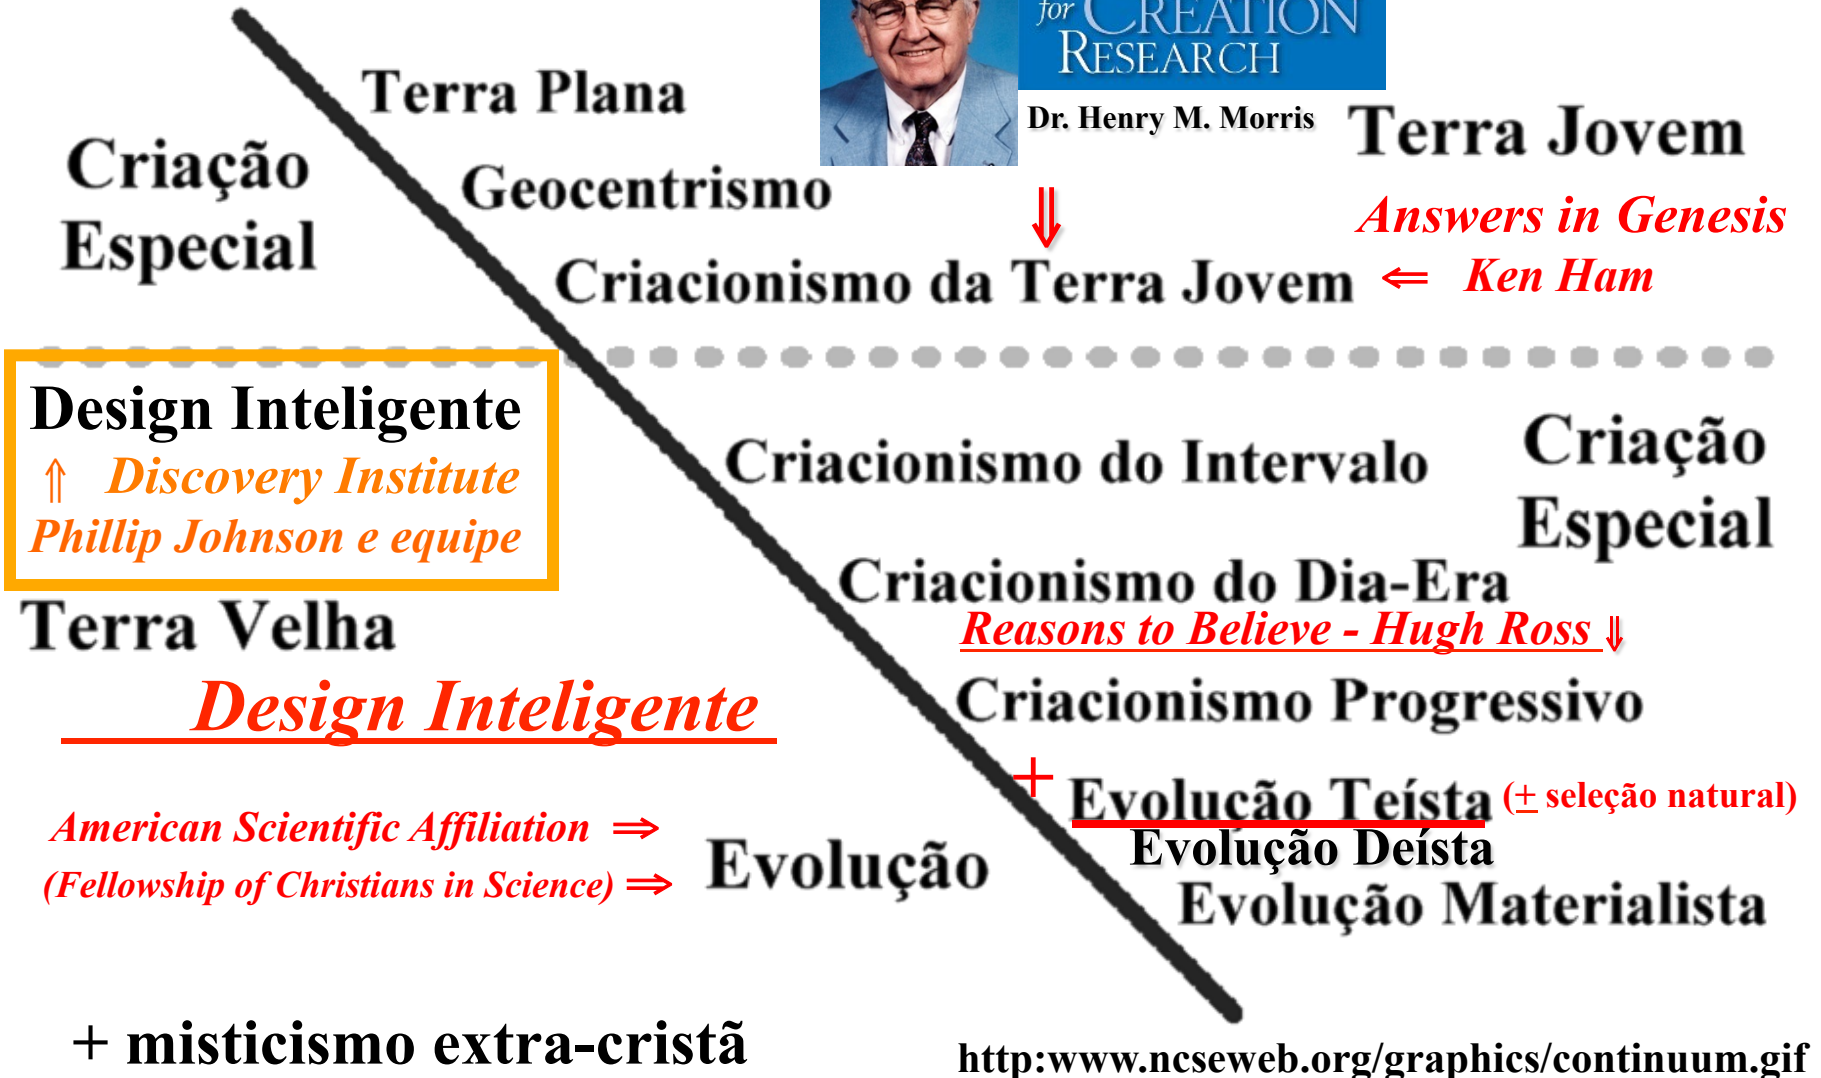 for CREATION
RESEARCH
Dr. Henry M. Morris
Terra Plana
Terra Jovem
Criação
Especial
Geocentrismo
Answers in Genesis
Criacionismo da Terra Jovem ⇐ Ken Ham
Design Inteligente
⇑ Discovery Institute
Phillip Johnson e equipe
Criacionismo do Intervalo
Criação
Especial
Criacionismo do Dia-Era
Terra Velha
Reasons to Believe - Hugh Ross ⇓
Design Inteligente
Criacionismo Progressivo
+ Evolução Teísta (± seleção natural)
American Scientific Affiliation ⇒
Evolução Deísta
(Fellowship of Christians in Science) ⇒
Evolução
Evolução Materialista
+ misticismo extra-cristã
http:www.ncseweb.org/graphics/continuum.gif